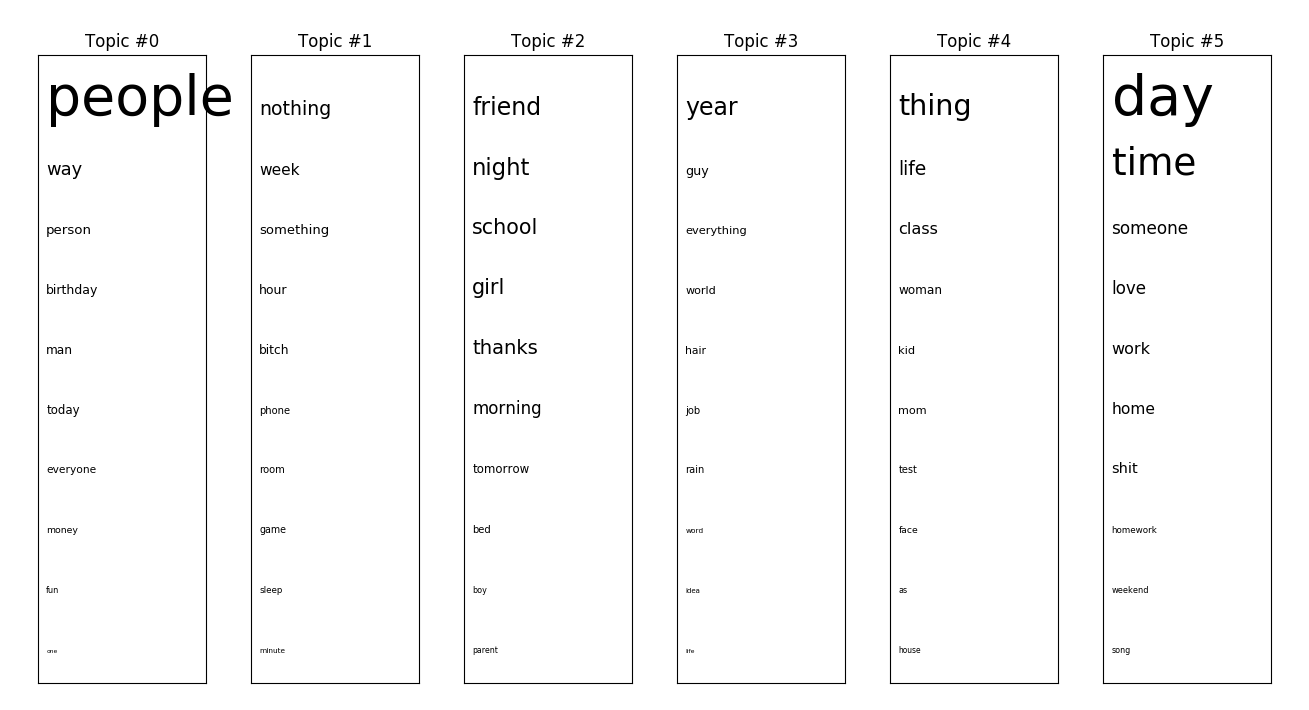 Topic #0
people
way
person
birthday
man
today
everyone
money
fun
one
Topic #1
nothing
week
something
hour
bitch
phone
room
game
sleep
minute
Topic #2
friend
night
school
girl
thanks
morning
tomorrow
bed
boy
parent
Topic #3
year
guy
everything
world
hair
job
rain
word
idea
life
Topic #4
thing
life
class
woman
kid
mom
test
face
as
house
Topic #5
day
time
someone
love
work
home
shit
homework
weekend
song